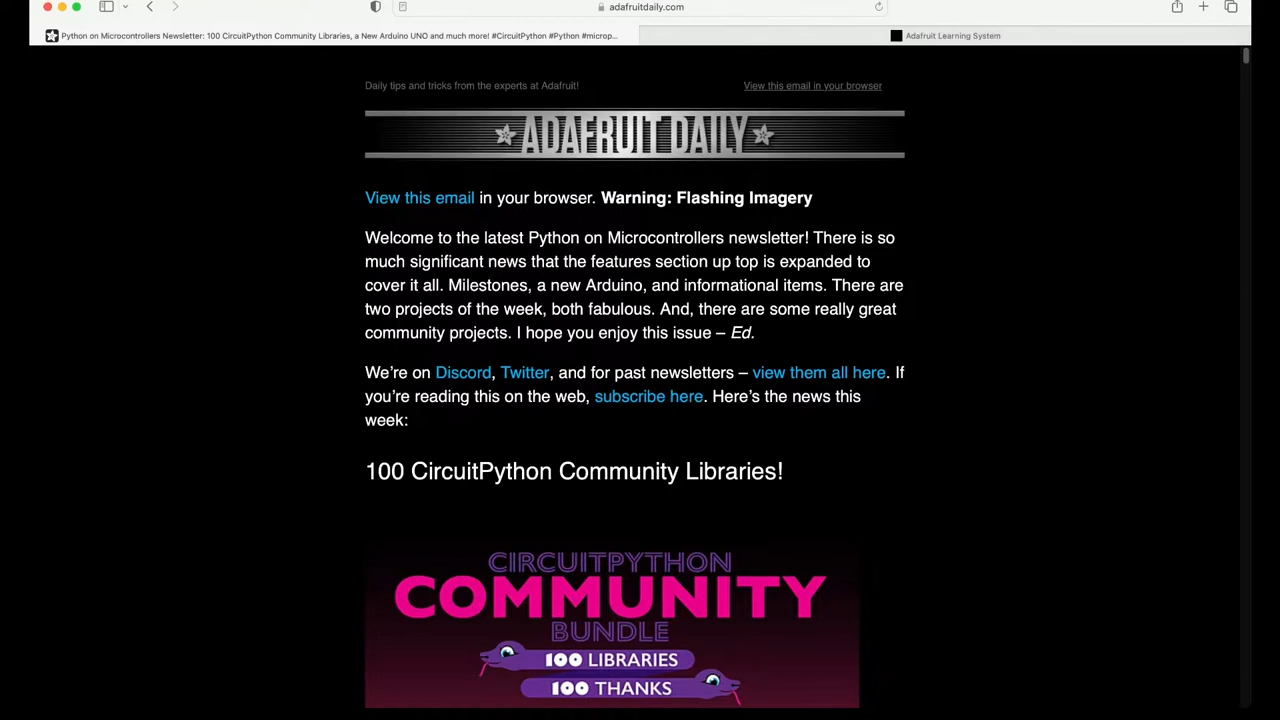 adafruitdaily.com
Python on Microcontrollers Newsletter: 100 CircuitPython Community Libraries, a New Arduino UNO and much more! #CircuitPython #Python #microp...
Adafruit Learning System
Daily tips and tricks from the experts at Adafruit!
View this email in your browser
ADAFRUIT DAILY
View this email in your browser. Warning: Flashing Imagery
Welcome to the latest Python on Microcontrollers newsletter! There is so
much significant news that the features section up top is expanded to
cover it all. Milestones, a new Arduino, and informational items. There are
two projects of the week, both fabulous. And, there are some really great
community projects. I hope you enjoy this issue – Ed.
We're on Discord, Twitter, and for past newsletters – view them all here. If
you're reading this on the web, subscribe here. Here's the news this
week:
100 CircuitPython Community Libraries!
CIRCUITPYTHON
COMMUNITY
BUNDLE
100 LIBRARIES
100 THANKS